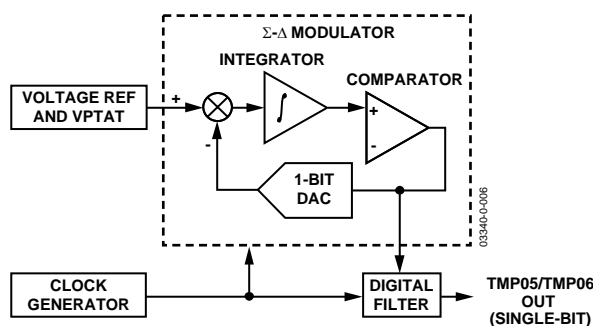 Σ-Δ MODULATOR
INTEGRATOR
COMPARATOR
VOLTAGE REF
AND VPTAT
+
-
∫
+
-
1-BIT
DAC
03340-0-006
CLOCK
GENERATOR
DIGITAL
FILTER
TMP05/TMP06
OUT
(SINGLE-BIT)